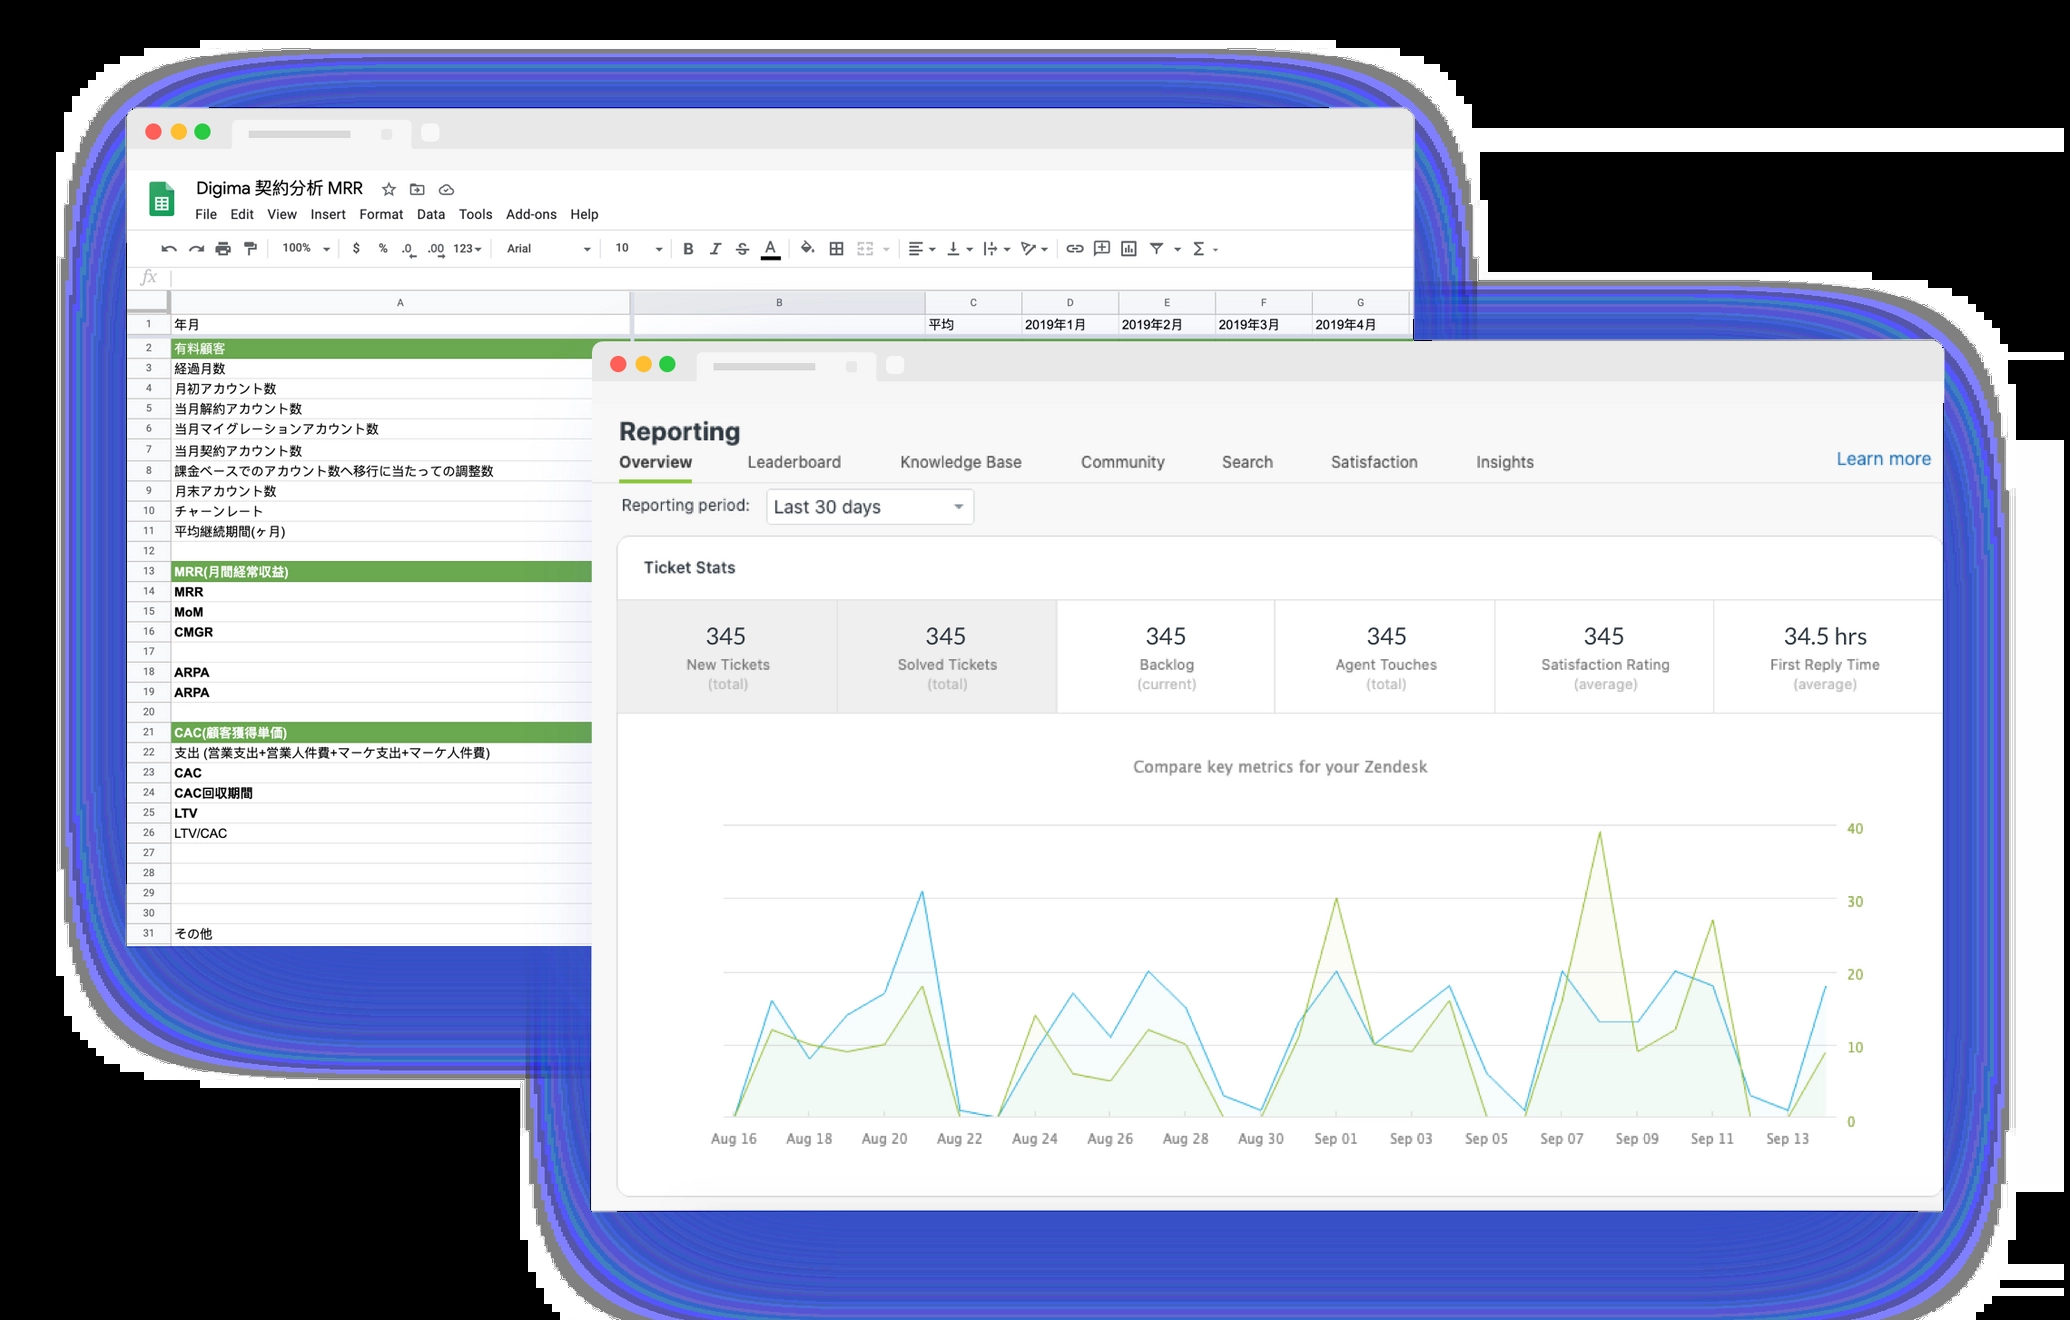 Digima 契約分析 MRR
File Edit View Insert Format Data Tools Add-ons Help
100% $ % .0 .00 123 Arial 10 B I S A Σ
fx
A B C D E F G
1 年月 平均 2019年1月 2019年2月 2019年3月 2019年4月
2 有料顧客
3 経過月数
4 月初アカウント数
5 当月解約アカウント数
6 当月マイグレーションアカウント数
7 当月契約アカウント数
8 課金ベースでのアカウント数へ移行に当たっての調整数
9 月末アカウント数
10 チャーンレート
11 平均継続期間(ヶ月)
12
13 MRR(月間経常収益)
14 MRR
15 MoM
16 CMGR
17
18 ARPA
19 ARPA
20
21 CAC(顧客獲得単価)
22 支出 (営業支出+営業人件費+マーケ支出+マーケ人件費)
23 CAC
24 CAC回収期間
25 LTV
26 LTV/CAC
27
28
29
30
31 その他
Reporting
Overview Leaderboard Knowledge Base Community Search Satisfaction Insights Learn more
Reporting period: Last 30 days
Ticket Stats
345 345 345 345 345 34.5 hrs
New Tickets Solved Tickets Backlog Agent Touches Satisfaction Rating First Reply Time
(total) (total) (current) (total) (average) (average)
Compare key metrics for your Zendesk
40
30
20
10
0
Aug 16 Aug 18 Aug 20 Aug 22 Aug 24 Aug 26 Aug 28 Aug 30 Sep 01 Sep 03 Sep 05 Sep 07 Sep 09 Sep 11 Sep 13